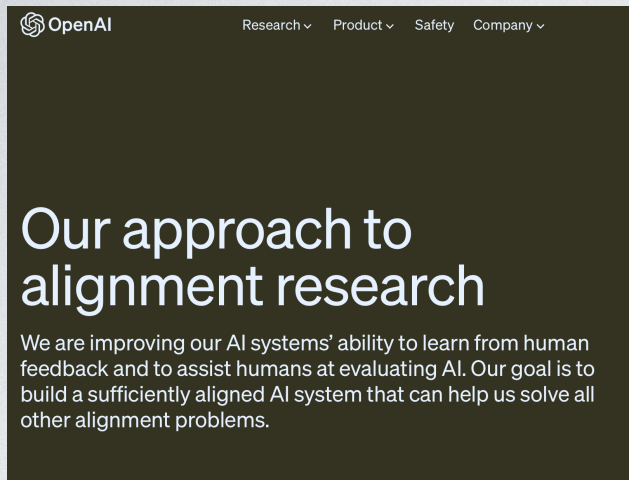 OpenAI
Research Product Safety Company
Our approach to
alignment research
We are improving our AI systems’ ability to learn from human
feedback and to assist humans at evaluating AI. Our goal is to
build a sufficiently aligned AI system that can help us solve all
other alignment problems.